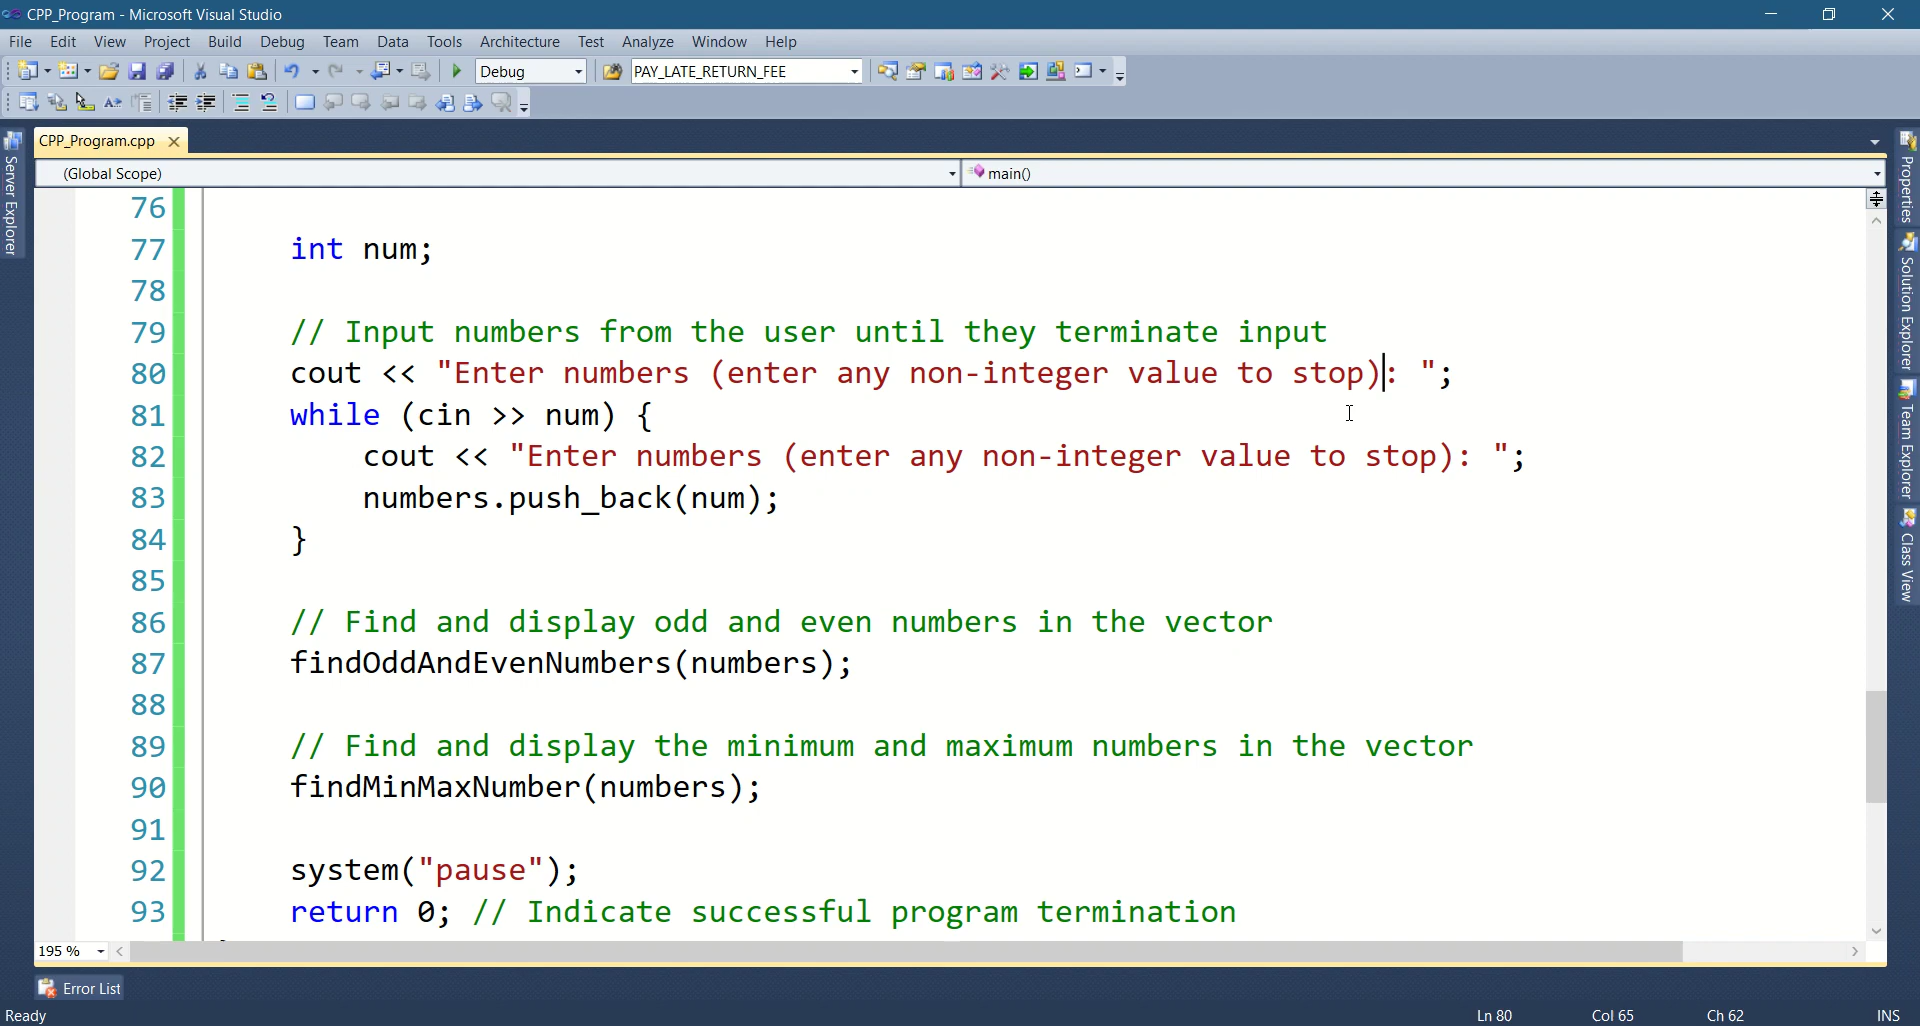 CPP_Program - Microsoft Visual Studio
File Edit View Project Build Debug Team Data Tools Architecture Test Analyze Window Help
Debug PAY_LATE_RETURN_FEE
CPP_Program.cpp
(Global Scope) main()
Server Explorer
Properties
Solution Explorer
Team Explorer
Class View
76
77 int num;
78
79 // Input numbers from the user until they terminate input
80 cout << "Enter numbers (enter any non-integer value to stop): ";
81 while (cin >> num) {
82 cout << "Enter numbers (enter any non-integer value to stop): ";
83 numbers.push_back(num);
84 }
85
86 // Find and display odd and even numbers in the vector
87 findOddAndEvenNumbers(numbers);
88
89 // Find and display the minimum and maximum numbers in the vector
90 findMinMaxNumber(numbers);
91
92 system("pause");
93 return 0; // Indicate successful program termination
195 %
Error List
Ready Ln 80 Col 65 Ch 62 INS